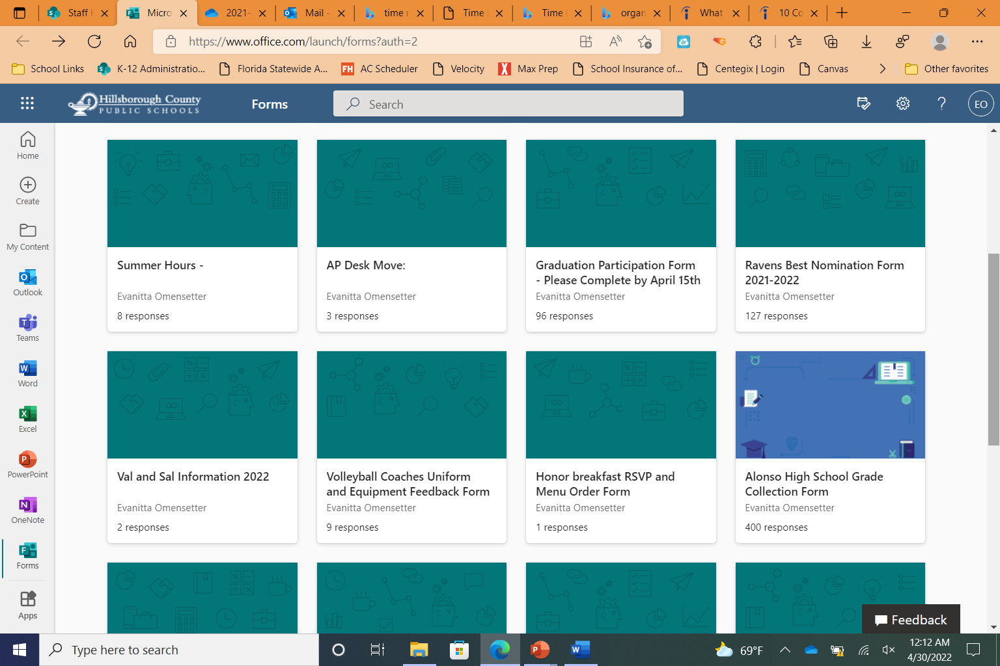 Staff
Micro
2021-
Mail -
time
Time
Time
organ
What
10 Co
https://www.office.com/launch/forms?auth=2
School Links
K-12 Administratio...
Florida Statewide A...
FH AC Scheduler
Velocity
Max Prep
School Insurance of...
Centegix | Login
Canvas
Other favorites
Hillsborough County
PUBLIC SCHOOLS
Forms
Search
EO
Home
Create
My Content
Outlook
Teams
Word
Excel
PowerPoint
OneNote
Forms
Apps
Summer Hours -
Evanitta Omensetter
8 responses
AP Desk Move:
Evanitta Omensetter
3 responses
Graduation Participation Form
- Please Complete by April 15th
Evanitta Omensetter
96 responses
Ravens Best Nomination Form
2021-2022
Evanitta Omensetter
127 responses
Val and Sal Information 2022
Evanitta Omensetter
2 responses
Volleyball Coaches Uniform
and Equipment Feedback Form
Evanitta Omensetter
9 responses
Honor breakfast RSVP and
Menu Order Form
Evanitta Omensetter
1 responses
Alonso High School Grade
Collection Form
Evanitta Omensetter
400 responses
Feedback
Type here to search
69°F
12:12 AM
4/30/2022